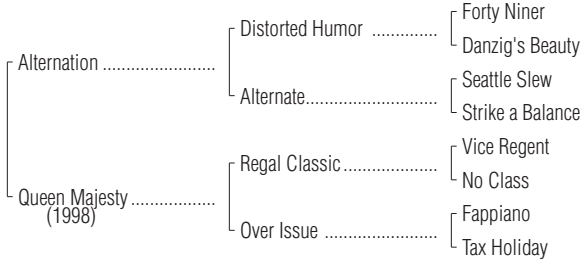 Forty Niner
Distorted Humor ..............
Danzig's Beauty
Alternation ........................
Seattle Slew
Alternate............................
Strike a Balance
Vice Regent
Regal Classic....................
No Class
Queen Majesty..................
(1998)
Fappiano
Over Issue ........................
Tax Holiday